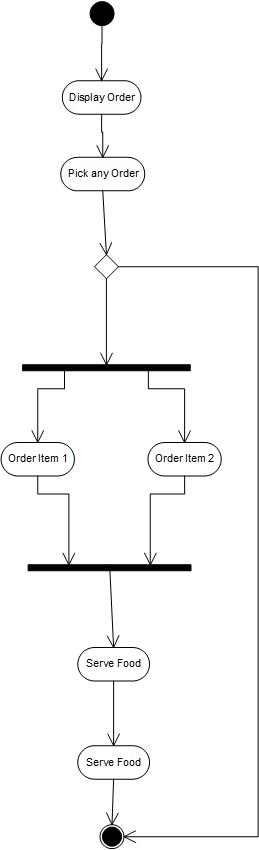 Display Order
Pick any Order
Order Item 1
Order Item 2
Serve Food
Serve Food